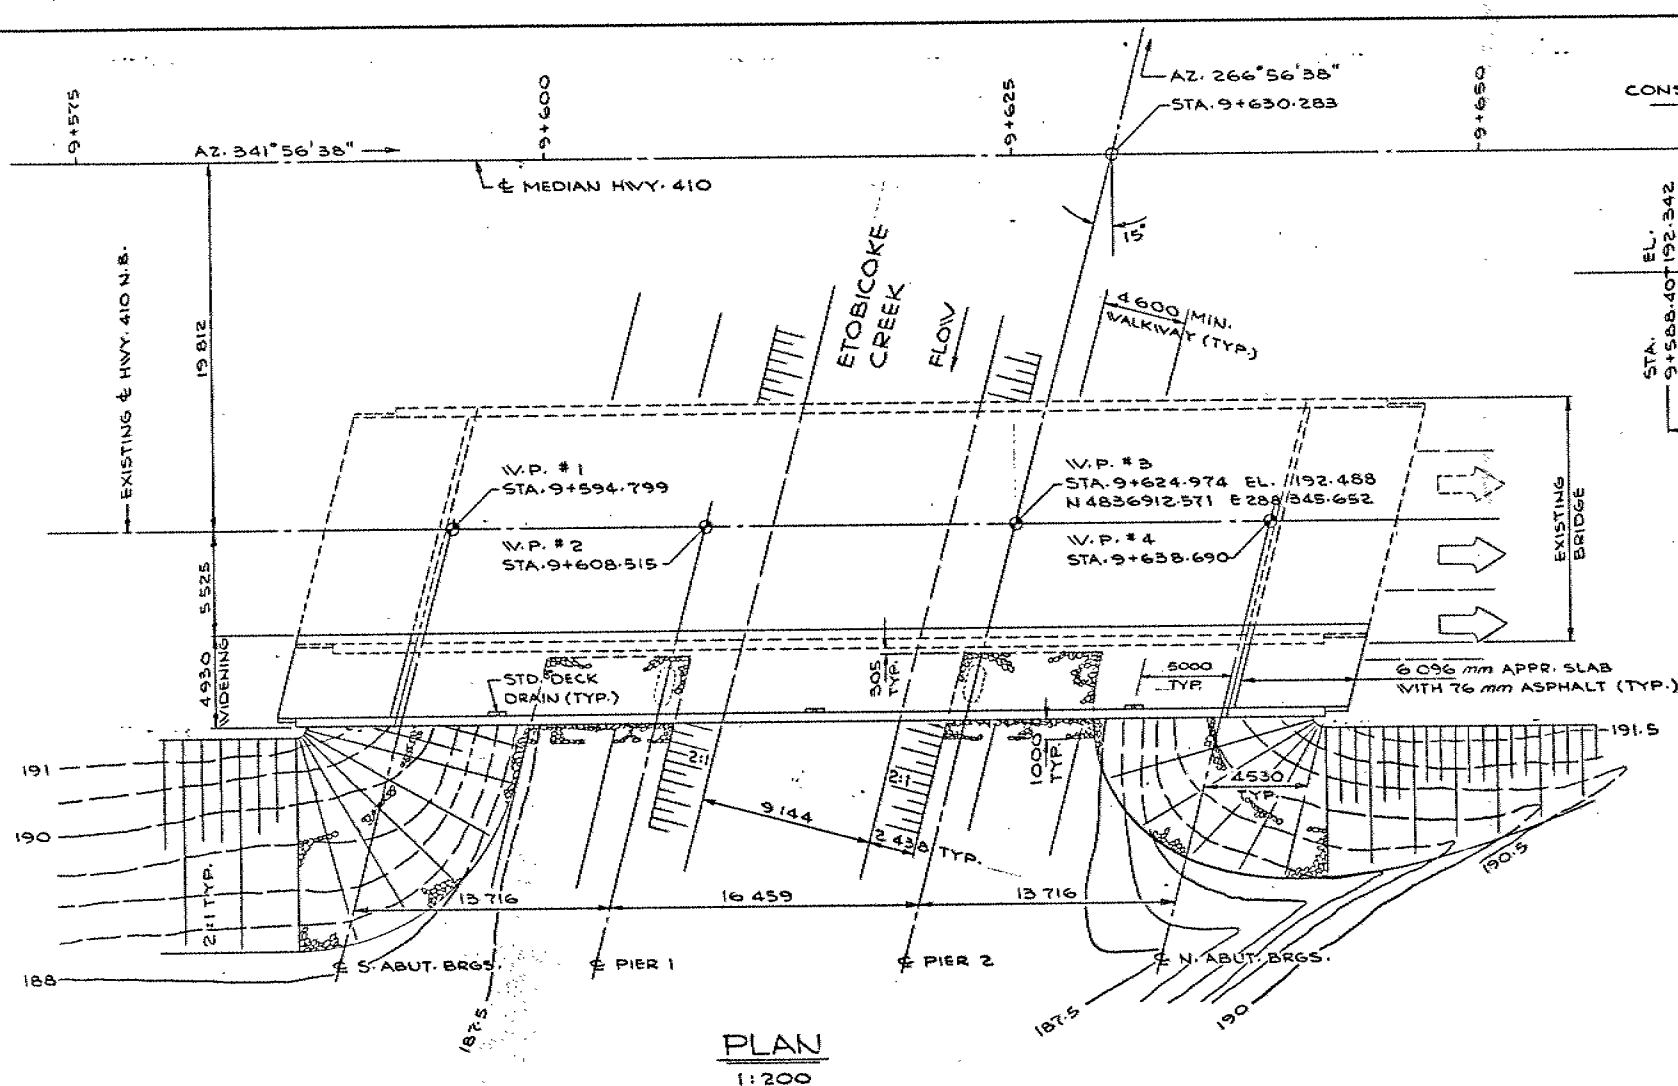 9+575
9+600
9+625
9+650
AZ. 266°56'38"
STA. 9+630.283
CONS
AZ. 341°56'38"
℄ MEDIAN HWY. 410
15°
EXISTING ℄ HWY. 410 N.B.
19 812
ETOBICOKE
CREEK
FLOW
4600 MIN.
WALKWAY (TYP.)
STA. EL.
9+588.407 192.342
W.P. #1
STA. 9+594.799
W.P. #2
STA. 9+608.515
W.P. #3
STA. 9+624.974 EL. 192.488
N 4836912.571 E 288 345.652
W.P. #4
STA. 9+638.690
EXISTING
BRIDGE
5 525
4 930
WIDENING
STD. DECK
DRAIN (TYP.)
305
TYP.
5000
TYP.
6 096 mm APPR. SLAB
WITH 76 mm ASPHALT (TYP.)
191
190
188
2:1 TYP.
2:1
2:1
1000
TYP.
4530
TYP.
191.5
190.5
9 144
2 438 TYP.
13 716
16 459
13 716
℄ S. ABUT. BRGS.
℄ PIER 1
℄ PIER 2
℄ N. ABUT. BRGS.
187.5
187.5
190
PLAN
1:200